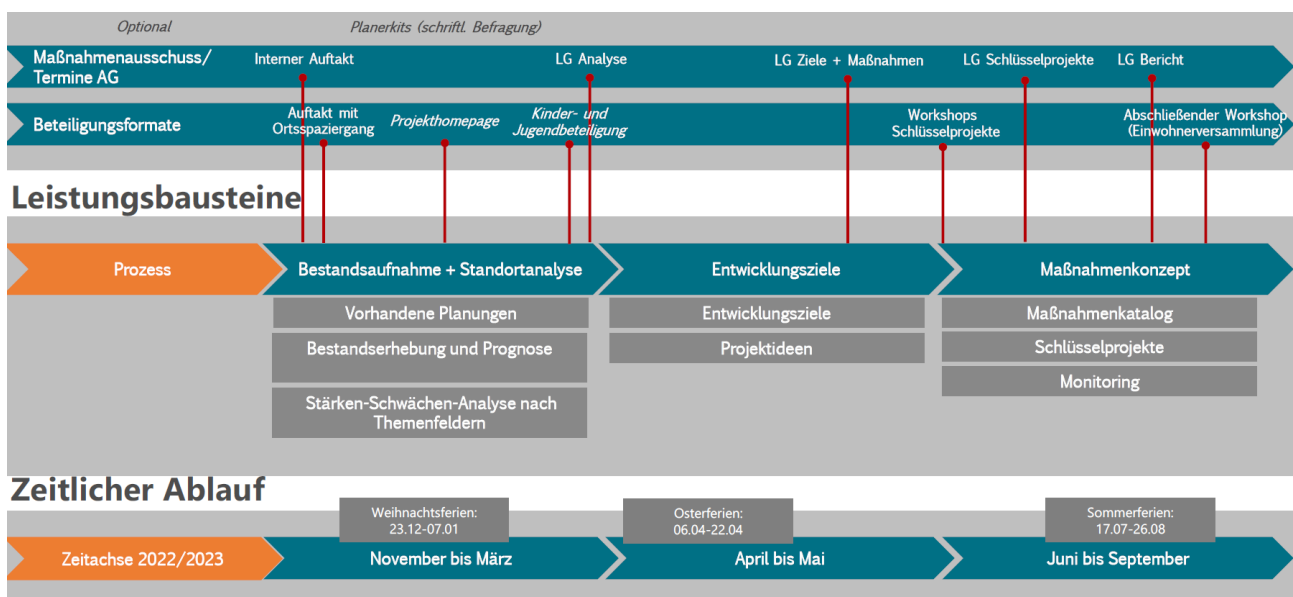 Optional
Planerkits (schriftl. Befragung)
Maßnahmenausschuss/
Termine AG
Interner Auftakt
LG Analyse
LG Ziele + Maßnahmen
LG Schlüsselprojekte
LG Bericht
Beteiligungsformate
Auftakt mit
Ortsspaziergang
Projekthomepage
Kinder- und
Jugendbeteiligung
Workshops
Schlüsselprojekte
Abschließender Workshop
(Einwohnerversammlung)
Leistungsbausteine
Prozess
Bestandsaufnahme + Standortanalyse
Entwicklungsziele
Maßnahmenkonzept
Vorhandene Planungen
Bestandserhebung und Prognose
Stärken-Schwächen-Analyse nach
Themenfeldern
Entwicklungsziele
Projektideen
Maßnahmenkatalog
Schlüsselprojekte
Monitoring
Zeitlicher Ablauf
Weihnachtsferien:
23.12-07.01
Osterferien:
06.04-22.04
Sommerferien:
17.07-26.08
Zeitachse 2022/2023
November bis März
April bis Mai
Juni bis September